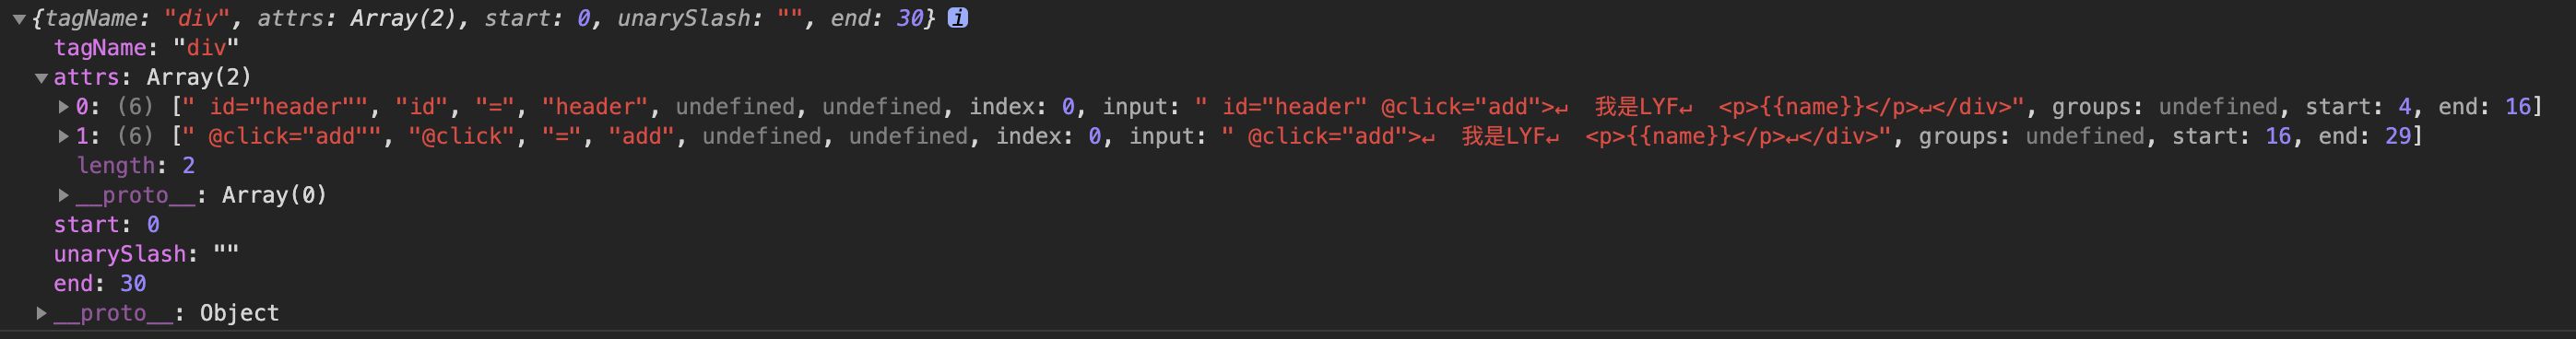 ▼{tagName: "div", attrs: Array(2), start: 0, unarySlash: "", end: 30} i
tagName: "div"
▼attrs: Array(2)
▶0: (6) [" id="header"", "id", "=", "header", undefined, undefined, index: 0, input: " id="header" @click="add">↵  我是LYF↵  <p>{{name}}</p>↵</div>", groups: undefined, start: 4, end: 16]
▶1: (6) [" @click="add"", "@click", "=", "add", undefined, undefined, index: 0, input: " @click="add">↵  我是LYF↵  <p>{{name}}</p>↵</div>", groups: undefined, start: 16, end: 29]
length: 2
▶__proto__: Array(0)
start: 0
unarySlash: ""
end: 30
▶__proto__: Object